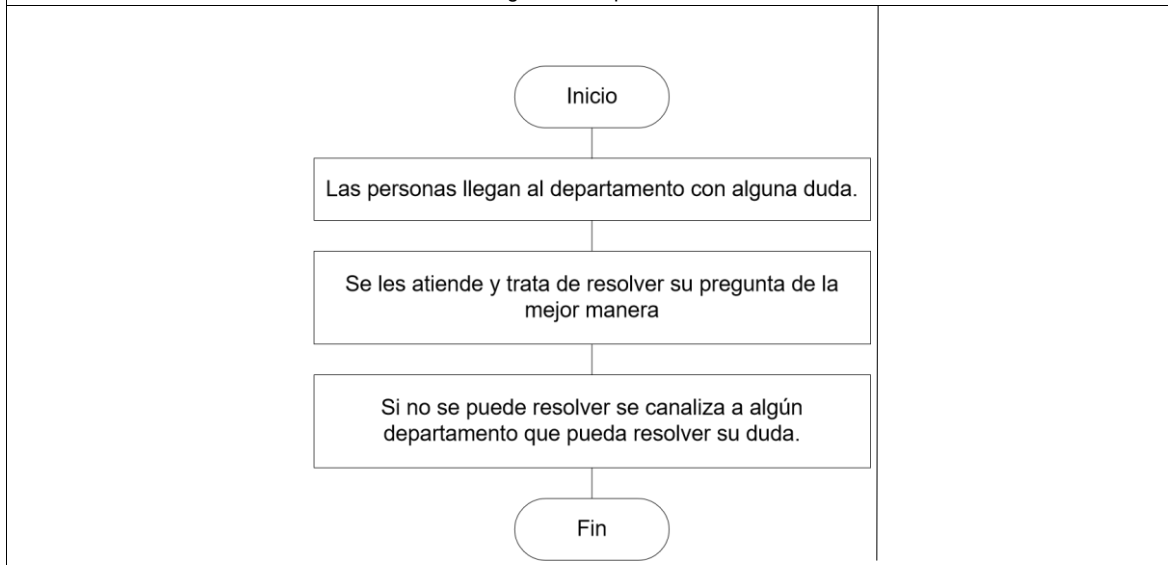 Inicio
Las personas llegan al departamento con alguna duda.
Se les atiende y trata de resolver su pregunta de la
mejor manera
Si no se puede resolver se canaliza a algún
departamento que pueda resolver su duda.
Fin